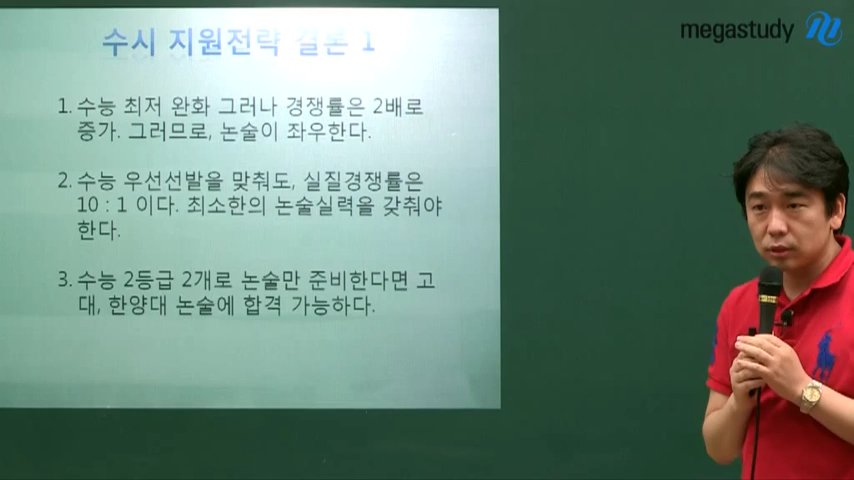 수시 지원전략 결론 1
megastudy
1. 수능 최저 완화 그러나 경쟁률은 2배로
증가. 그러므로, 논술이 좌우한다.
2. 수능 우선선발을 맞춰도, 실질경쟁률은
10 : 1 이다. 최소한의 논술실력을 갖춰야
한다.
3. 수능 2등급 2개로 논술만 준비한다면 고
대, 한양대 논술에 합격 가능하다.